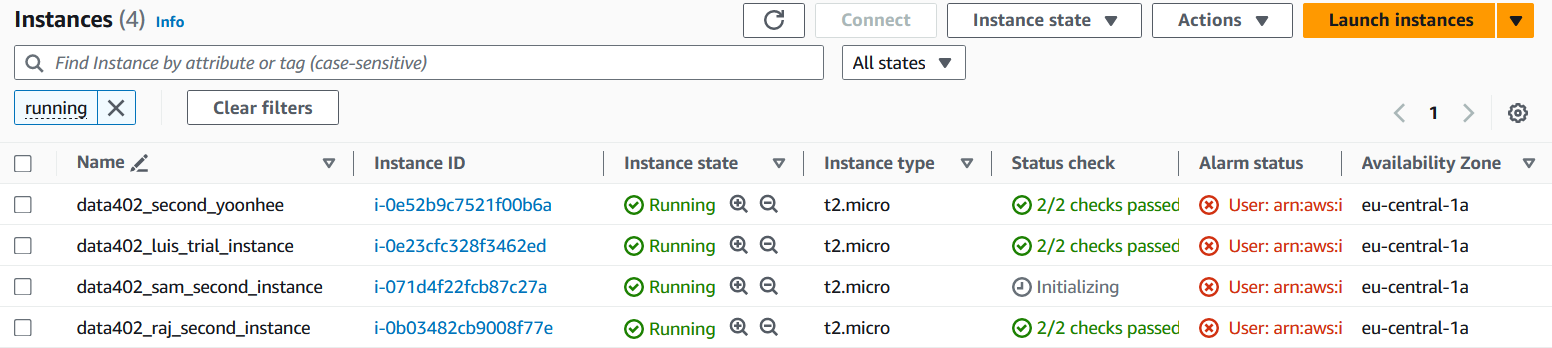 Instances (4) Info Connect Instance state Actions Launch instances
Find Instance by attribute or tag (case-sensitive) All states
running Clear filters 1
Name Instance ID Instance state Instance type Status check Alarm status Availability Zone
data402_second_yoonhee i-0e52b9c7521f00b6a Running t2.micro 2/2 checks passed User: arn:aws:i eu-central-1a
data402_luis_trial_instance i-0e23cfc328f3462ed Running t2.micro 2/2 checks passed User: arn:aws:i eu-central-1a
data402_sam_second_instance i-071d4f22fcb87c27a Running t2.micro Initializing User: arn:aws:i eu-central-1a
data402_raj_second_instance i-0b03482cb9008f77e Running t2.micro 2/2 checks passed User: arn:aws:i eu-central-1a